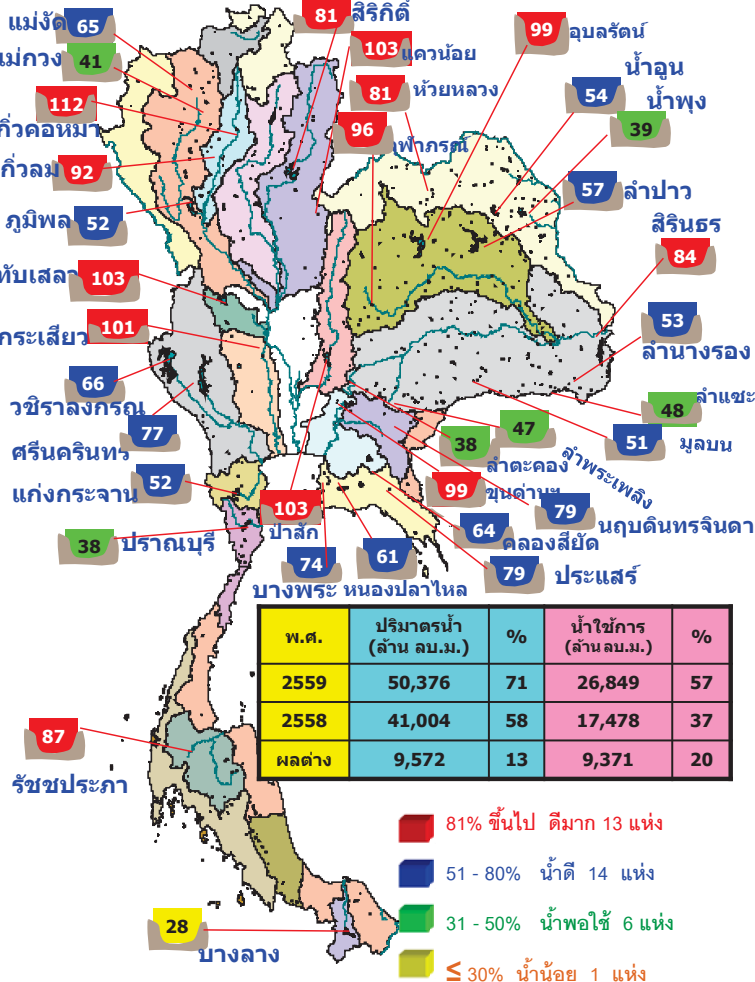 แม่งัด 65
81 สิริกิติ์
99 อุบลรัตน์
แม่กวง 41
103 แควน้อย
81 ห้วยหลวง
54 น้ำอูน
น้ำพุง 39
112
กิ่วคอหมา
96 ฬาภรณ์
กิ่วลม 92
57 ลำปาว
ภูมิพล 52
สิรินธร
84
ทับเสลา 103
กระเสียว 101
53
ลำนางรอง
66
วชิราลงกรณ
77
ศรีนครินทร์
ลำแซะ
48
มูลบน
51
47
38
ลำตะคอง
ลำพระเพลิง
แก่งกระจาน 52
99
ขุนด่านฯ
79
นฤบดินทรจินดา
38 ปราณบุรี
103
ป่าสัก
64
คลองสียัด
74
บางพระ
61
หนองปลาไหล
79 ประแสร์
พ.ศ. ปริมาตรน้ำ (ล้าน ลบ.ม.) % น้ำใช้การ (ล้าน ลบ.ม.) %
2559 50,376 71 26,849 57
2558 41,004 58 17,478 37
ผลต่าง 9,572 13 9,371 20
87
รัชชประภา
81% ขึ้นไป ดีมาก 13 แห่ง
51 - 80% น้ำดี 14 แห่ง
31 - 50% น้ำพอใช้ 6 แห่ง
≤ 30% น้ำน้อย 1 แห่ง
28
บางลาง